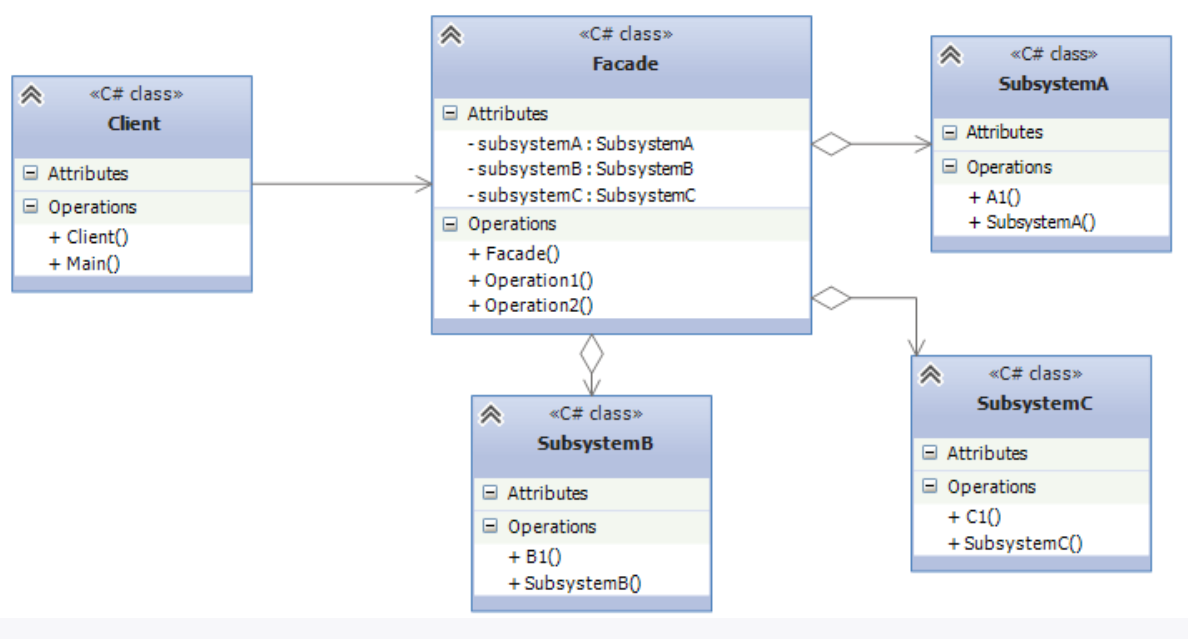 «C# class»
Client
Attributes
Operations
+ Client()
+ Main()
«C# class»
Facade
Attributes
- subsystemA : SubsystemA
- subsystemB : SubsystemB
- subsystemC : SubsystemC
Operations
+ Facade()
+ Operation1()
+ Operation2()
«C# class»
SubsystemA
Attributes
Operations
+ A1()
+ SubsystemA()
«C# class»
SubsystemB
Attributes
Operations
+ B1()
+ SubsystemB()
«C# class»
SubsystemC
Attributes
Operations
+ C1()
+ SubsystemC()